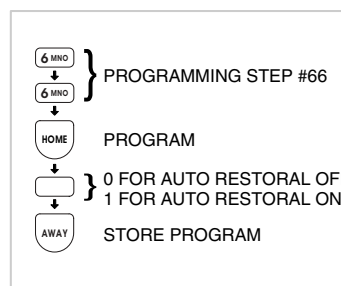 6 MNO
6 MNO
PROGRAMMING STEP #66
HOME
PROGRAM
0 FOR AUTO RESTORAL OF
1 FOR AUTO RESTORAL ON
AWAY
STORE PROGRAM